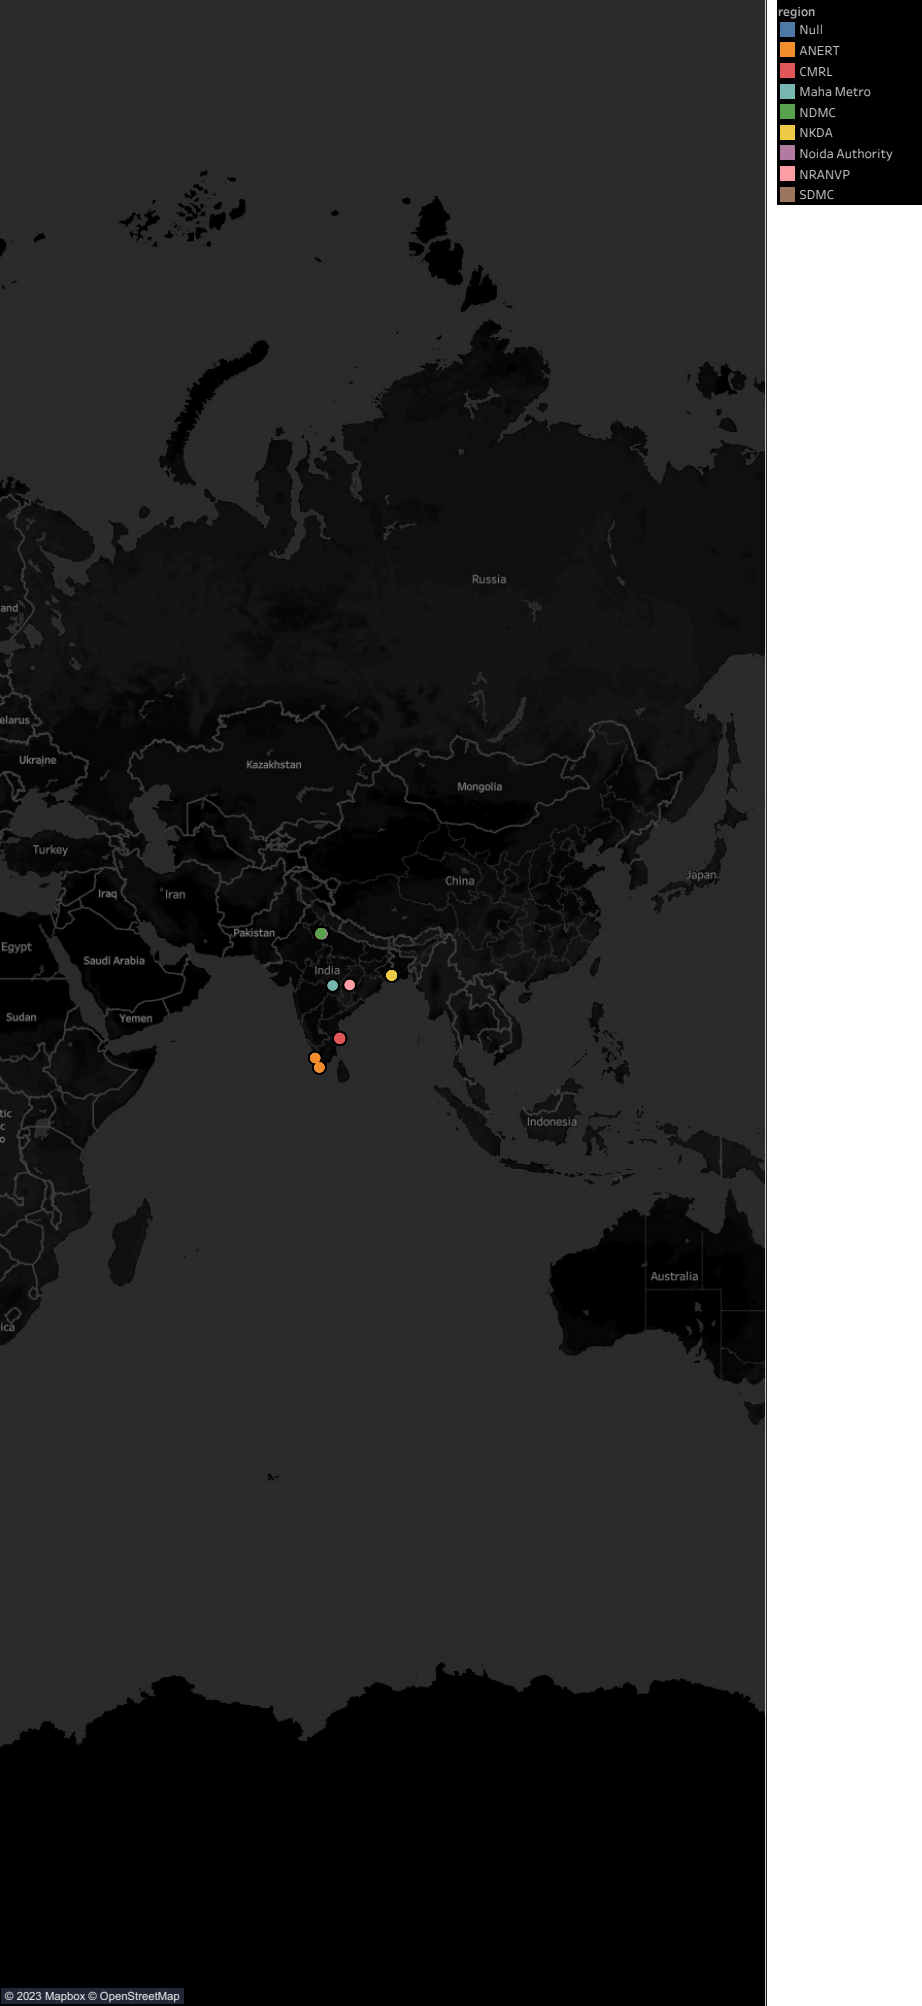 region
Null
ANERT
CMRL
Maha Metro
NDMC
NKDA
Noida Authority
NRANVP
SDMC
Russia
and
elarus
Ukraine
Kazakhstan
Mongolia
Turkey
Japan
China
Iraq
Iran
Pakistan
Egypt
Saudi Arabia
India
Sudan
Yemen
tic
c
o
Indonesia
Australia
ica
© 2023 Mapbox © OpenStreetMap